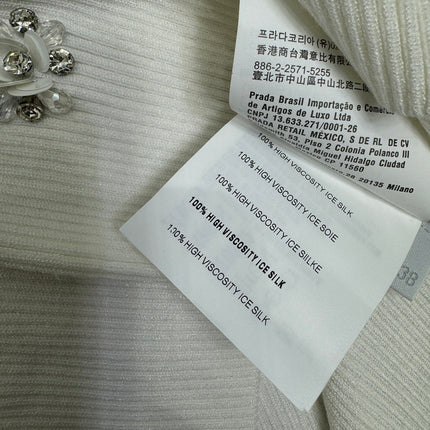 프라다코리아(유)
香港商台灣意比有限公
886-2-2571-5255
臺北市中山區中山北路二段
Prada Brasil Importação e Comércio
de Artigos de Luxo Ltda
CNPJ 13.633.271/0001-26
PRADA RETAIL MÉXICO, S DE RL DE CV
53, Piso 2 Colonia Polanco III
Miguel Hidalgo Ciudad
CP 11560
28 20135 Milano
100% HIGH VISCOSITY ICE SILK
100% HIGH VISCOSITY ICE SOIE
100% HIGH VISCOSITY ICE SIILKE
100% HIGH VISCOSITY ICE SILK
100% HIGH VISCOSITY ICE SILK
38